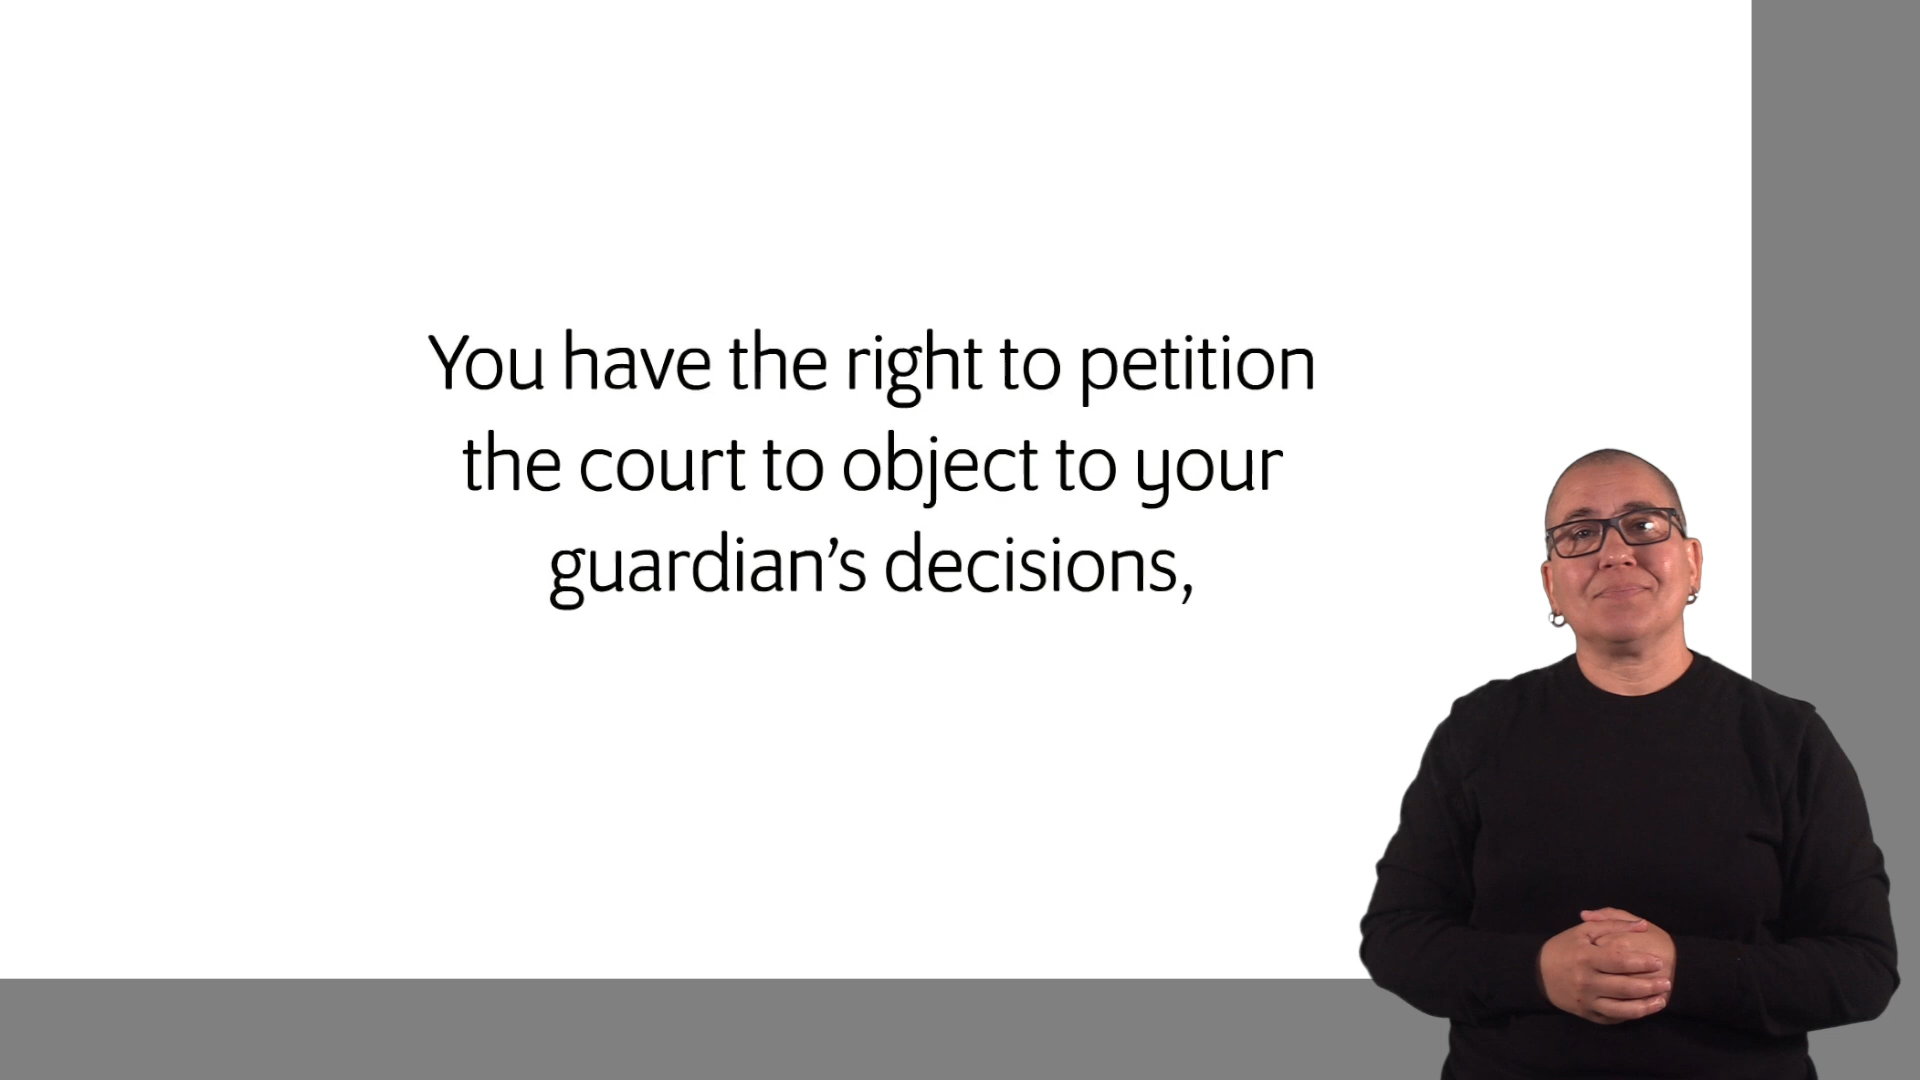 You have the right to petition
the court to object to your
guardian’s decisions,